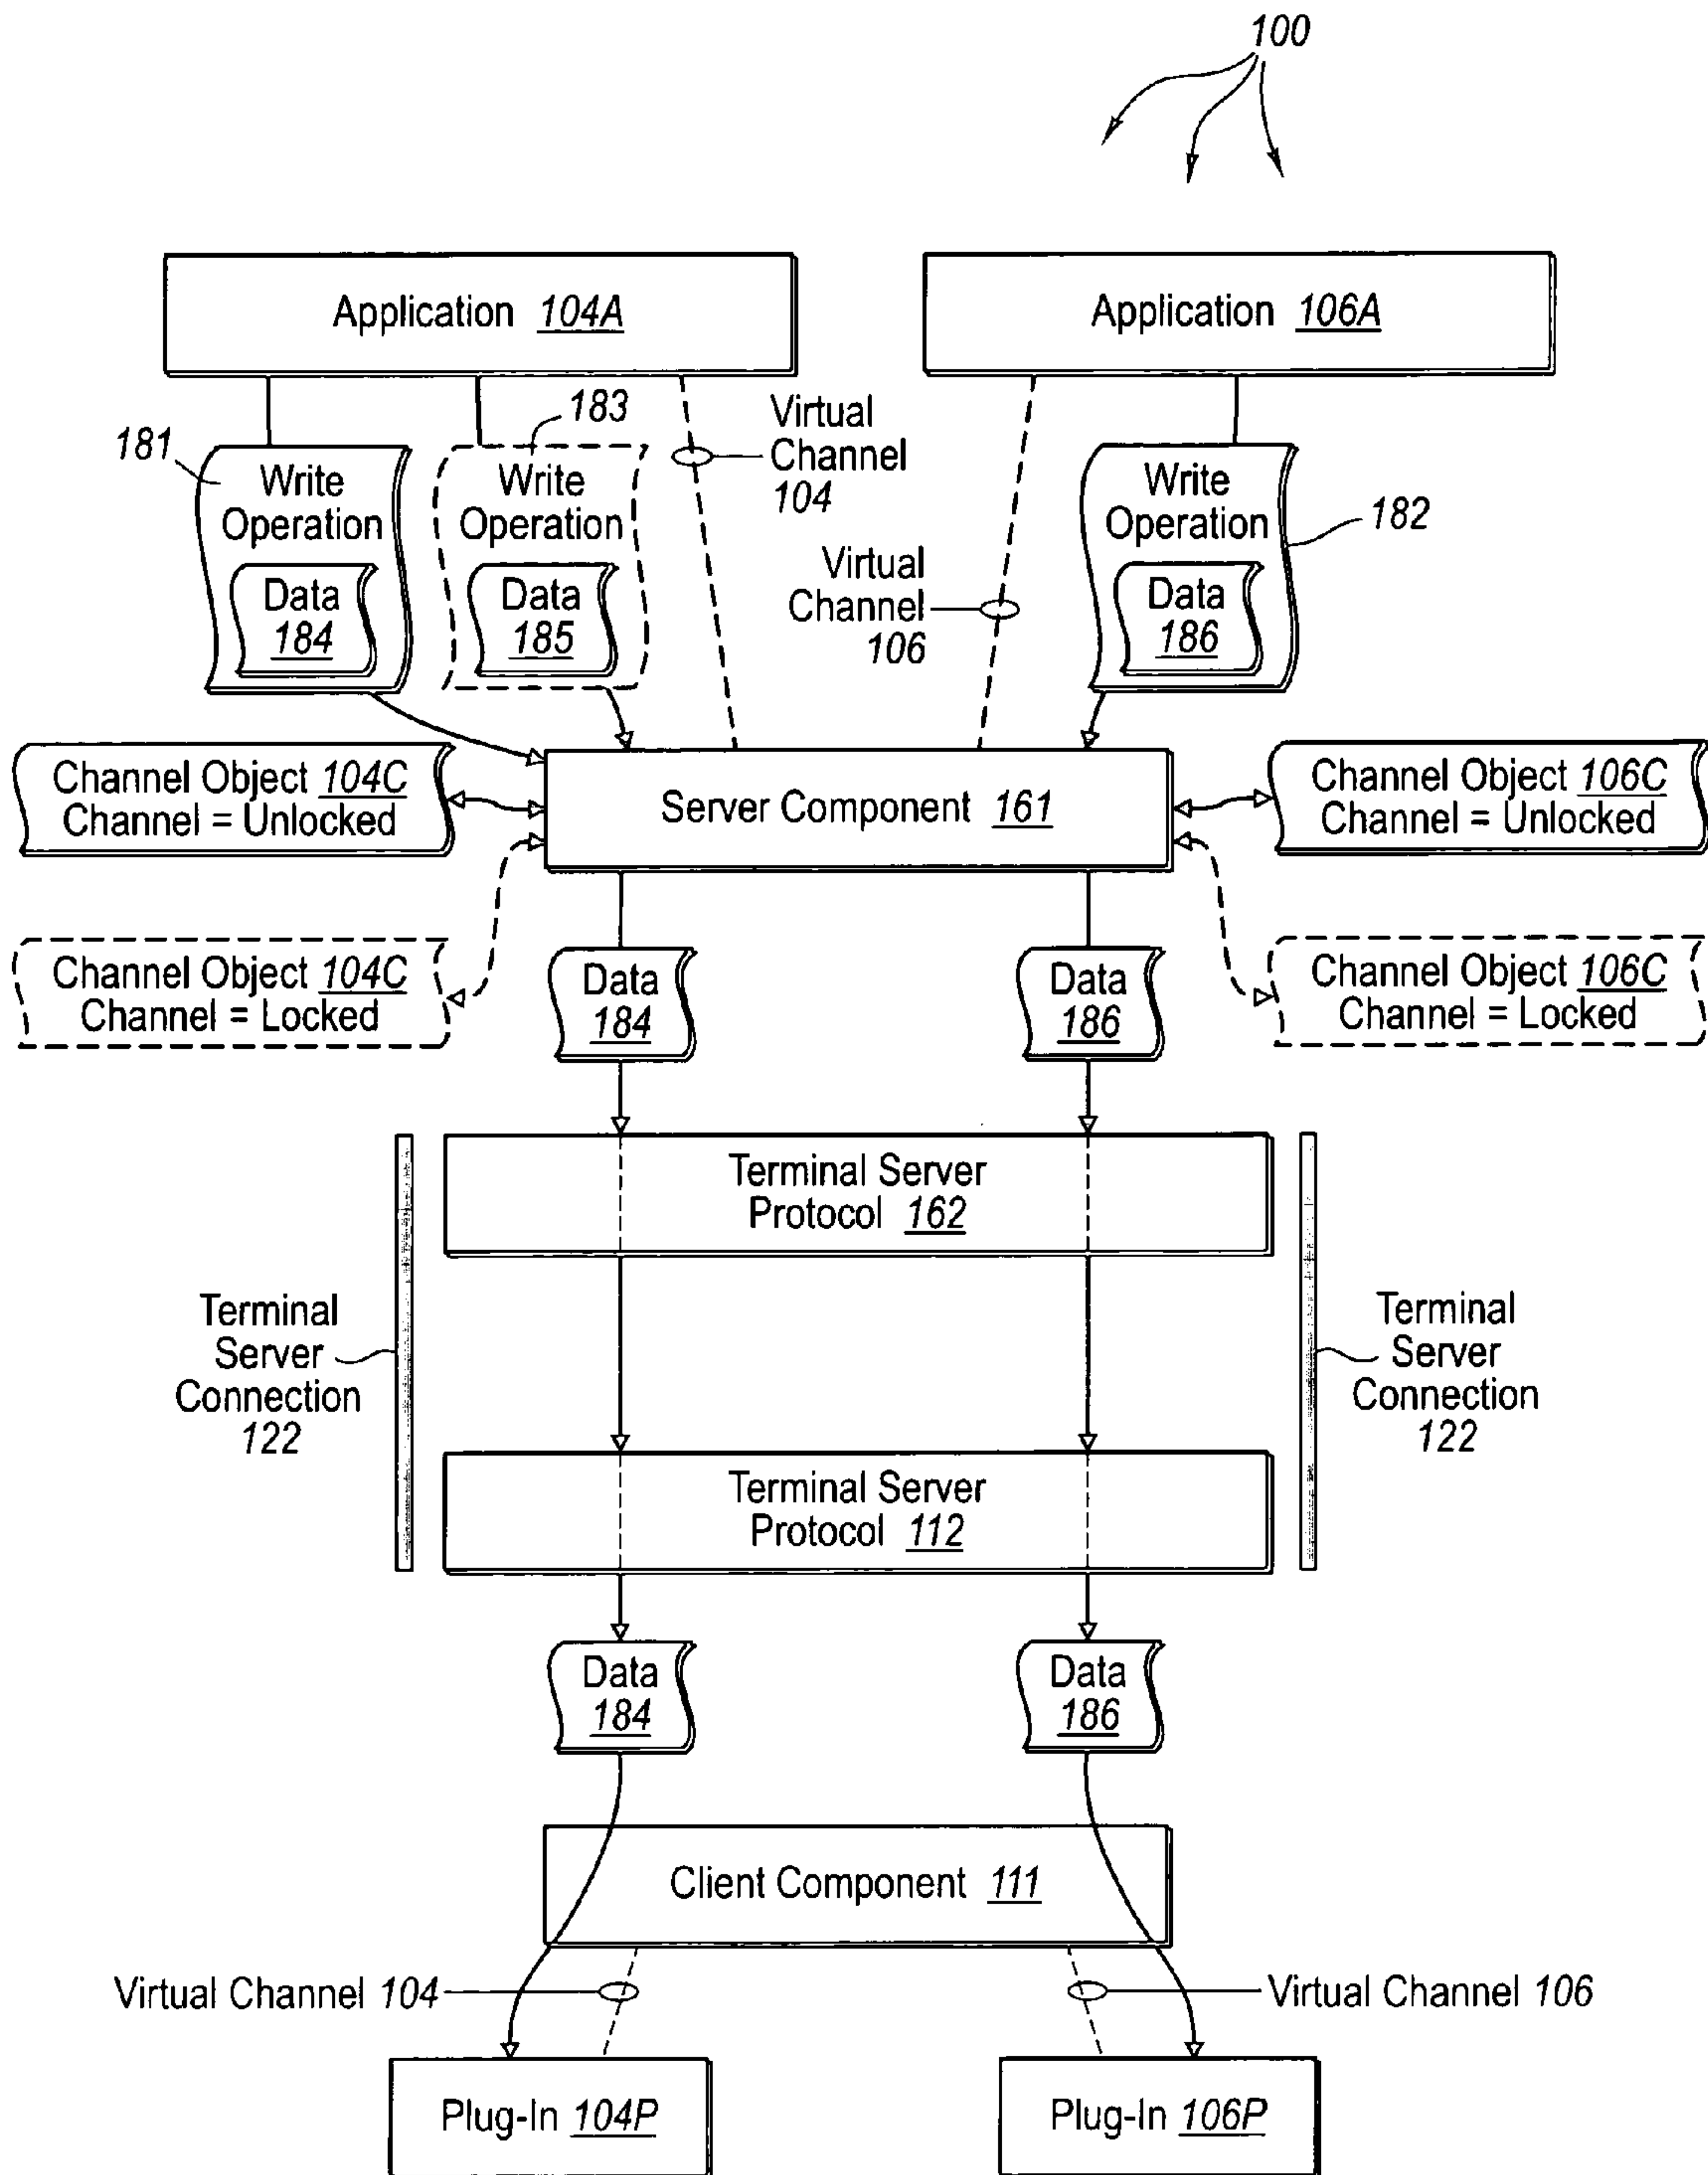 100
Application 104A
Application 106A
181
Write
Operation
Data
184
183
Write
Operation
Data
185
Virtual
Channel
104
Virtual
Channel
106
Write
Operation
Data
186
182
Channel Object 104C
Channel = Unlocked
Server Component 161
Channel Object 106C
Channel = Unlocked
Channel Object 104C
Channel = Locked
Data
184
Data
186
Channel Object 106C
Channel = Locked
Terminal Server
Protocol 162
Terminal
Server
Connection
122
Terminal
Server
Connection
122
Terminal Server
Protocol 112
Data
184
Data
186
Client Component 111
Virtual Channel 104
Virtual Channel 106
Plug-In 104P
Plug-In 106P